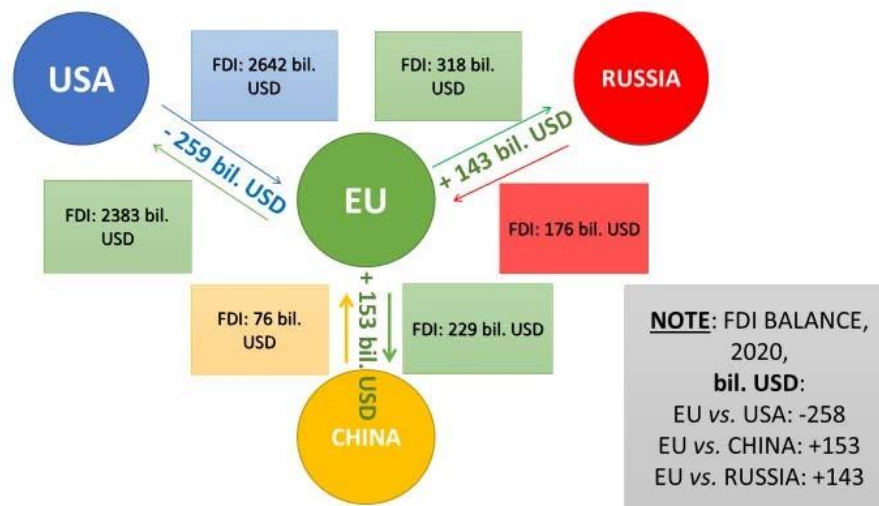 USA
FDI: 2642 bil.
USD
FDI: 318 bil.
USD
RUSSIA
- 259 bil. USD
+ 143 bil. USD
EU
FDI: 2383 bil.
USD
FDI: 176 bil. USD
+ 153 bil. USD
FDI: 76 bil.
USD
FDI: 229 bil. USD
CHINA
NOTE: FDI BALANCE,
2020,
bil. USD:
EU vs. USA: -258
EU vs. CHINA: +153
EU vs. RUSSIA: +143